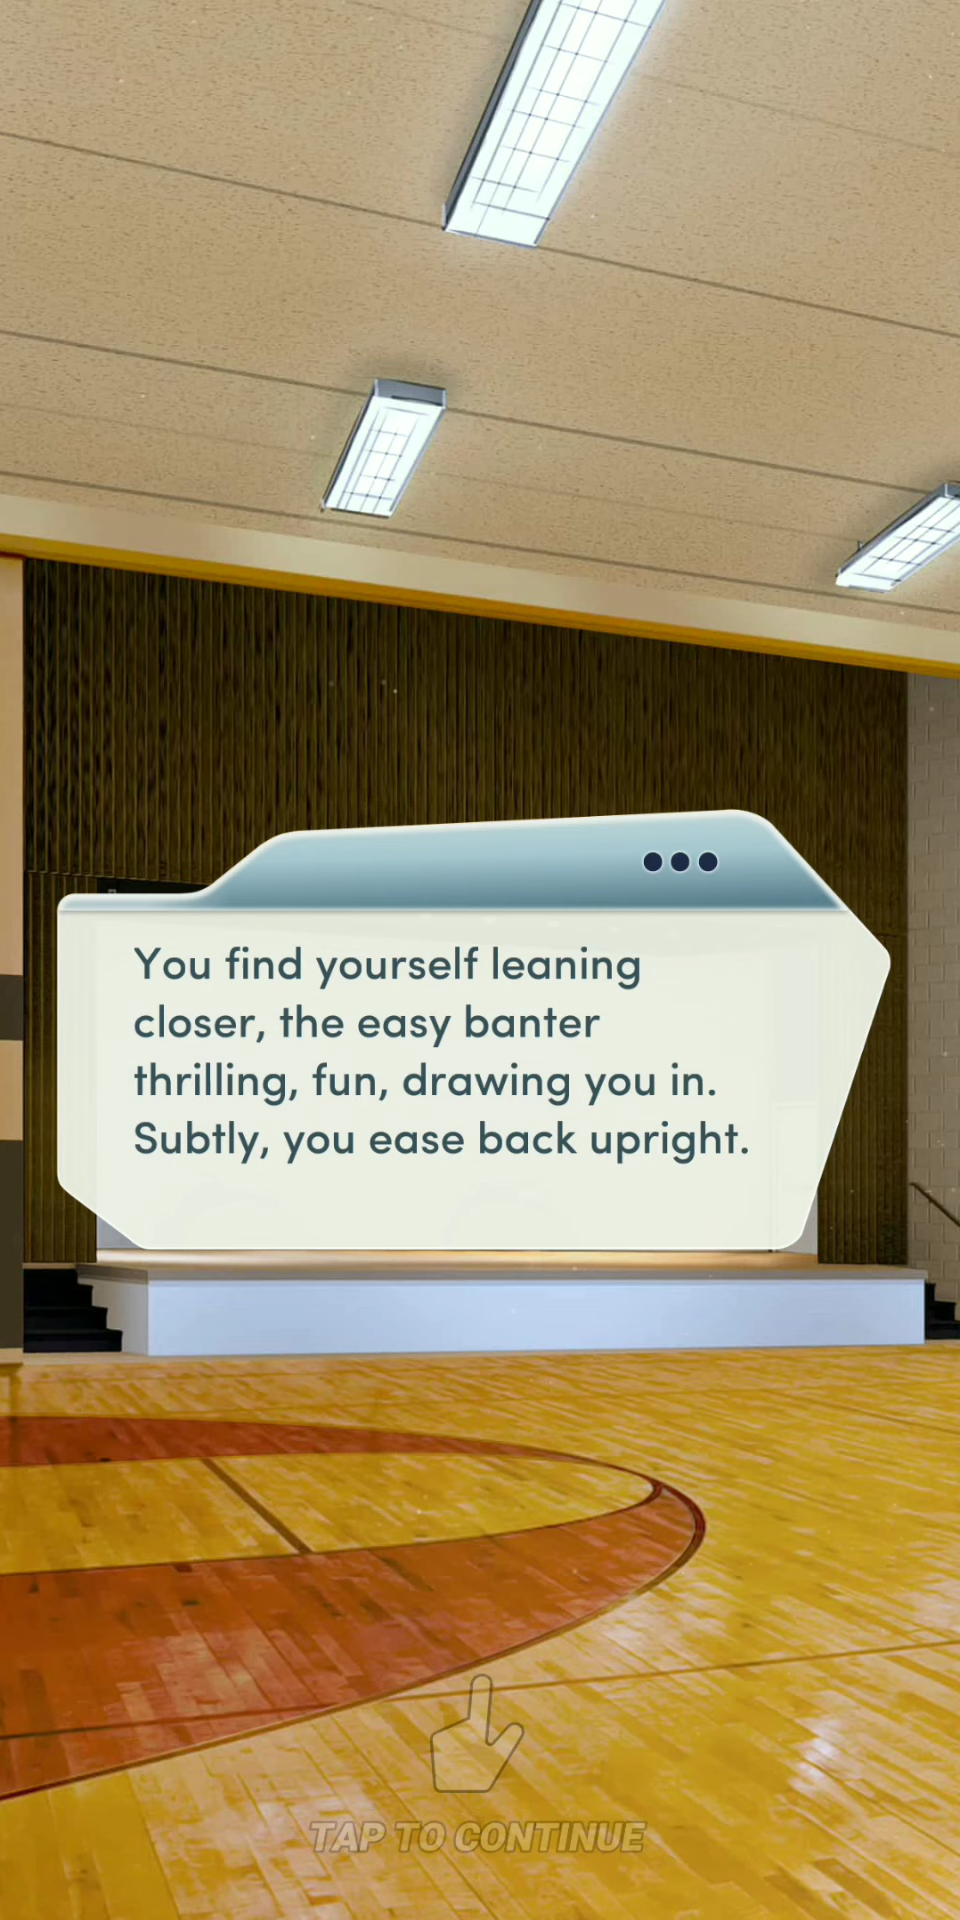 You find yourself leaning
closer, the easy banter
thrilling, fun, drawing you in.
Subtly, you ease back upright.
TAP TO CONTINUE